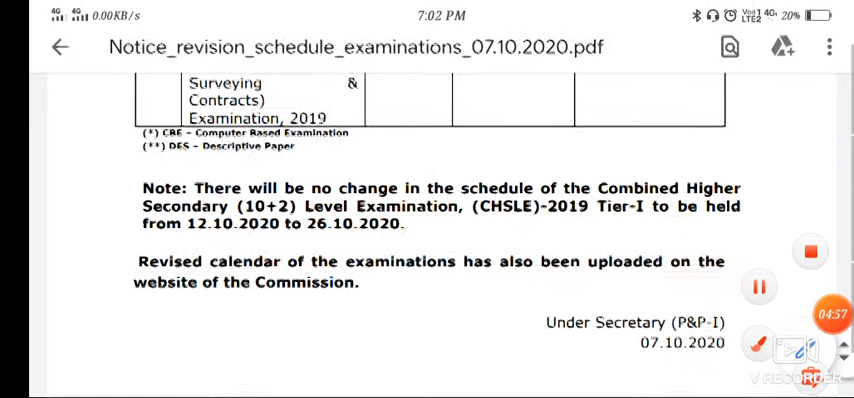 4G 4G 0.00KB/s 7:02 PM Vo1 4G LTE2 20%
Notice_revision_schedule_examinations_07.10.2020.pdf
Surveying &
Contracts)
Examination, 2019
(*) CBE – Computer Based Examination
(**) DES – Descriptive Paper
Note: There will be no change in the schedule of the Combined Higher
Secondary (10+2) Level Examination, (CHSLE)-2019 Tier-I to be held
from 12.10.2020 to 26.10.2020.
Revised calendar of the examinations has also been uploaded on the
website of the Commission.
04:57
Under Secretary (P&P-I)
07.10.2020
V RECORDER